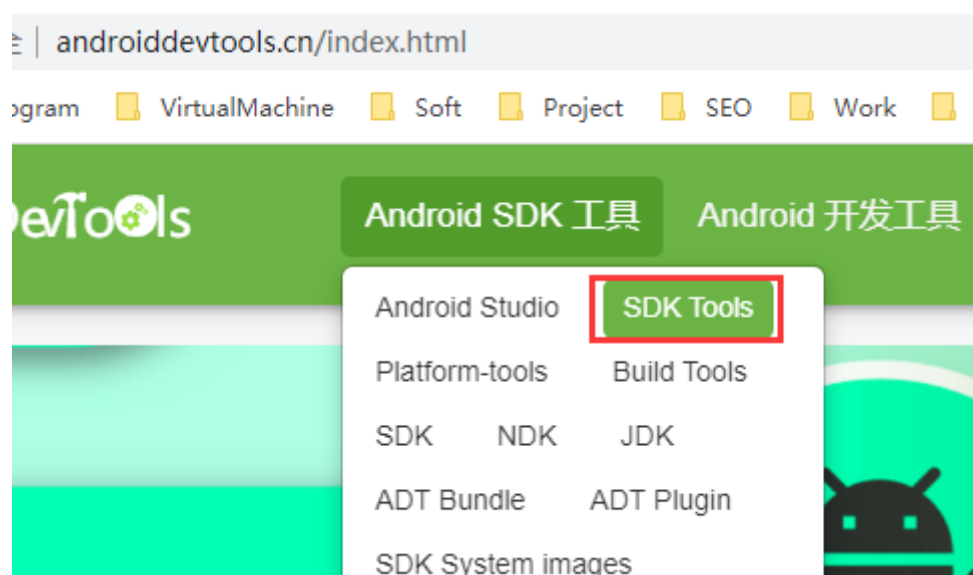 androiddevtools.cn/index.html
VirtualMachine Soft Project SEO Work
DevTools Android SDK 工具 Android 开发工具
Android Studio SDK Tools
Platform-tools Build Tools
SDK NDK JDK
ADT Bundle ADT Plugin
SDK System images